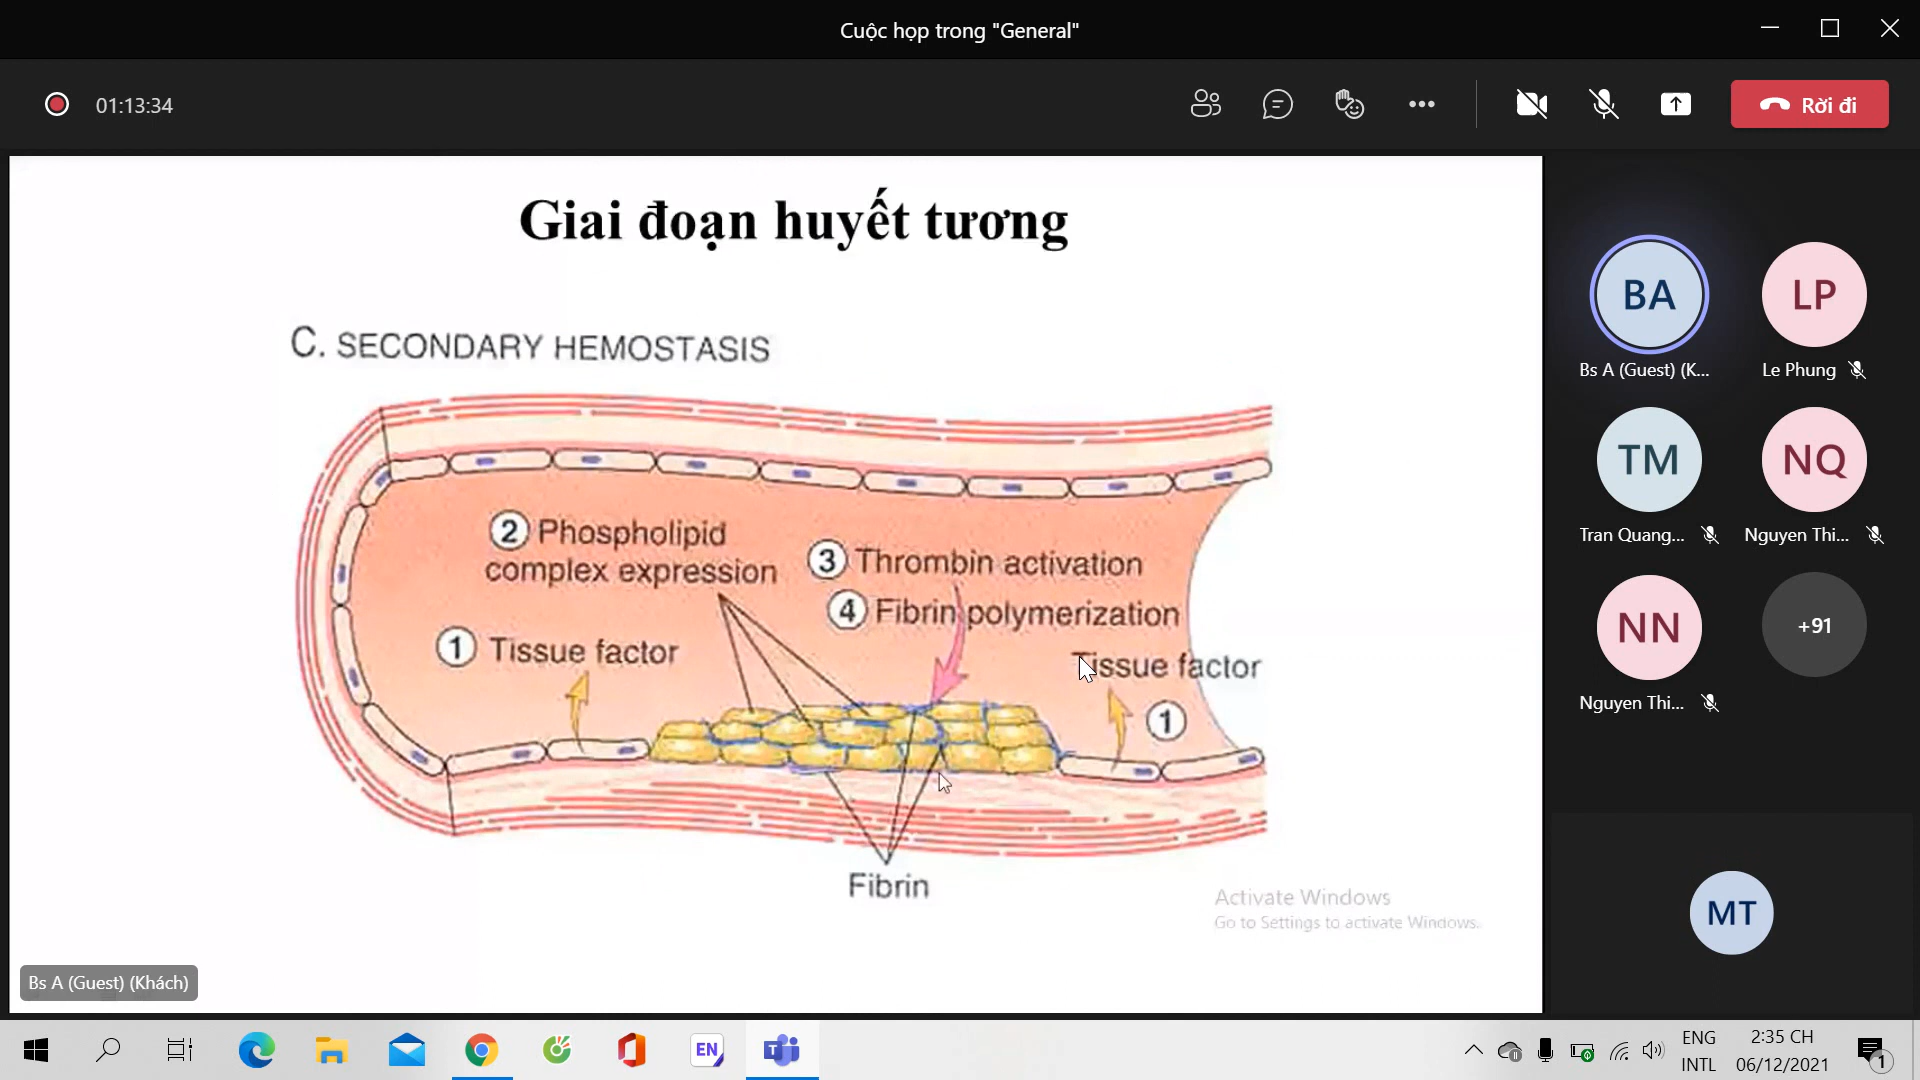 Cuộc họp trong "General"
01:13:34
Rời đi
Giai đoạn huyết tương
C. SECONDARY HEMOSTASIS
2 Phospholipid
complex expression
3 Thrombin activation
4 Fibrin polymerization
1 Tissue factor
Tissue factor
1
Fibrin
Activate Windows
Go to Settings to activate Windows.
Bs A (Guest) (Khách)
BA
Bs A (Guest) (K...
LP
Le Phung
TM
Tran Quang...
NQ
Nguyen Thi...
NN
Nguyen Thi...
+91
MT
EN
T
ENG
INTL
2:35 CH
06/12/2021
1